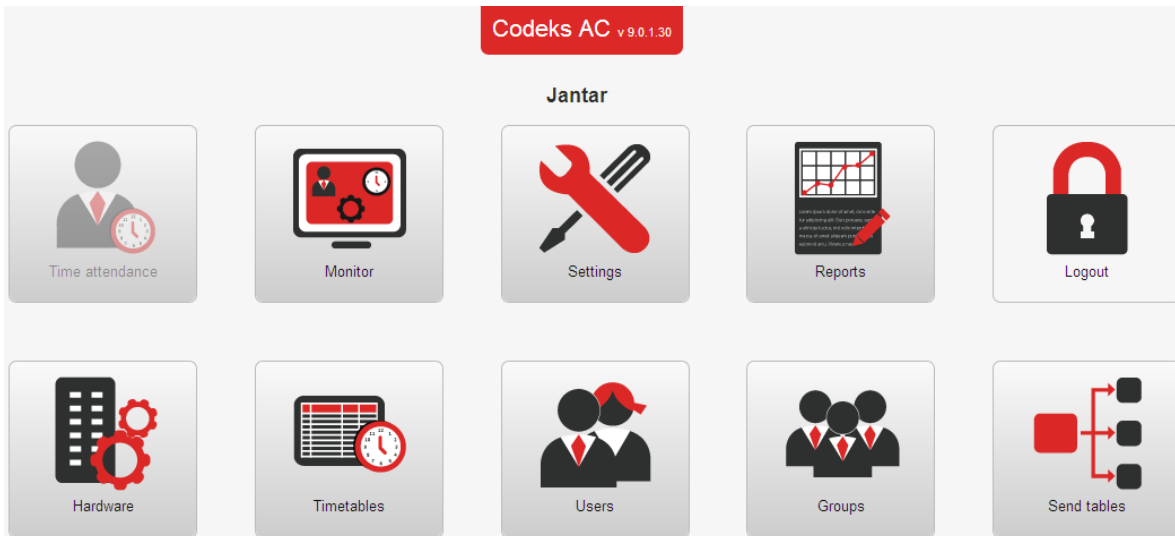 Codeks AC v 9.0.1.30
Jantar
Time attendance
Monitor
Settings
Reports
Logout
Hardware
Timetables
Users
Groups
Send tables